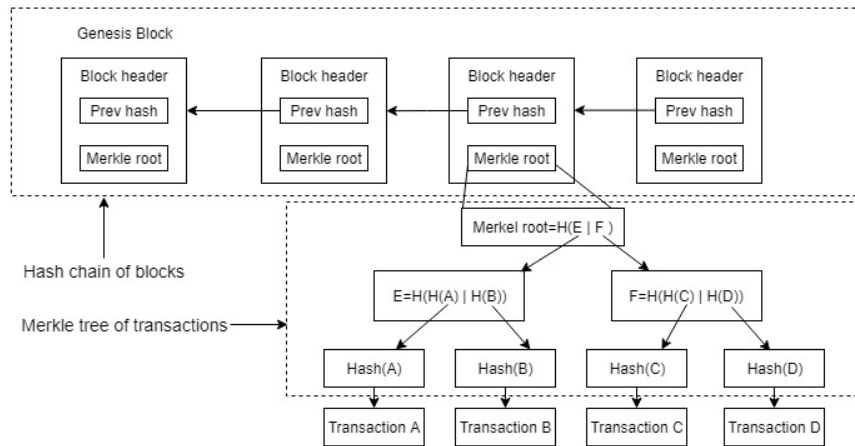 Genesis Block
Block header
Block header
Block header
Block header
Prev hash
Prev hash
Prev hash
Prev hash
Merkle root
Merkle root
Merkle root
Merkle root
Merkel root=H(E | F )
Hash chain of blocks
E=H(H(A) | H(B))
F=H(H(C) | H(D))
Merkle tree of transactions
Hash(A)
Hash(B)
Hash(C)
Hash(D)
Transaction A
Transaction B
Transaction C
Transaction D